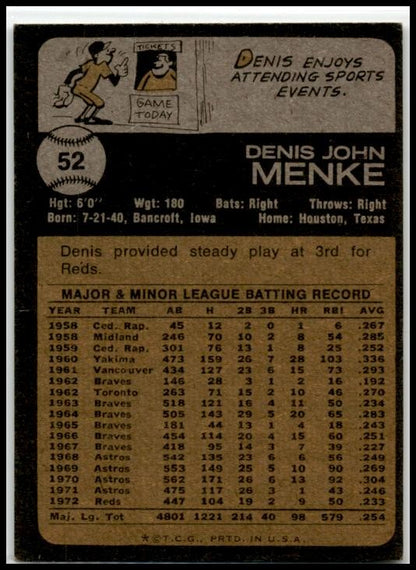 TICKETS
GAME
TODAY
DENIS ENJOYS
ATTENDING SPORTS
EVENTS.
52
DENIS JOHN
MENKE
Hgt: 6'0" Wgt: 180 Bats: Right Throws: Right
Born: 7-21-40, Bancroft, Iowa Home: Houston, Texas
Denis provided steady play at 3rd for
Reds.
MAJOR & MINOR LEAGUE BATTING RECORD
YEAR TEAM AB H 2B 3B HR RBI AVG
1958 Ced. Rap. 45 12 2 0 1 6 .267
1958 Midland 246 70 10 2 8 54 .285
1959 Ced. Rap. 301 76 13 1 8 25 .253
1960 Yakima 473 159 26 7 28 103 .336
1961 Vancouver 434 127 23 6 15 73 .293
1962 Braves 146 28 3 1 2 16 .192
1962 Toronto 263 71 15 2 10 46 .270
1963 Braves 518 121 16 4 11 50 .234
1964 Braves 505 143 29 5 20 65 .283
1965 Braves 181 44 13 1 4 18 .243
1966 Braves 454 114 20 4 15 60 .251
1967 Braves 418 95 14 3 7 39 .227
1968 Astros 542 135 23 6 6 56 .249
1969 Astros 553 149 25 5 10 90 .269
1970 Astros 562 171 26 6 13 92 .304
1971 Astros 475 117 26 3 1 43 .246
1972 Reds 447 104 19 2 9 50 .233
Maj. Lg. Tot 4801 1221 214 40 98 579 .254
★©T.C.G., PRTD. IN U.S.A.